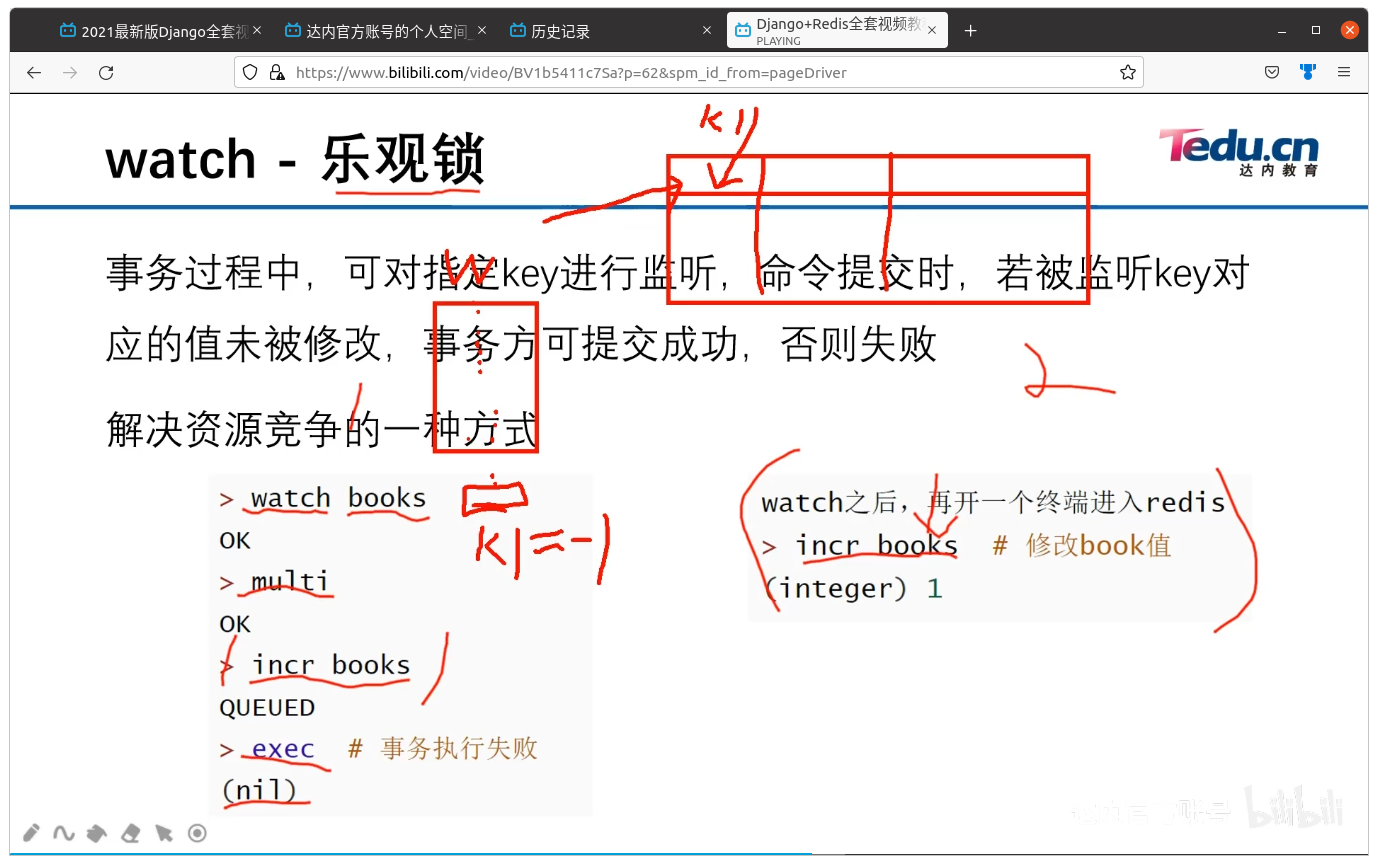 2021最新版Django全套视
达内官方账号的个人空间_
历史记录
Django+Redis全套视频教
PLAYING
https://www.bilibili.com/video/BV1b5411c7Sa?p=62&spm_id_from=pageDriver
k1
watch - 乐观锁
Tedu.cn
达内教育
W
事务过程中，可对指定key进行监听，命令提交时，若被监听key对
应的值未被修改，事务方可提交成功，否则失败
2
解决资源竞争的一种方式
> watch books
OK
k1=-1
> multi
OK
> incr books
QUEUED
> exec # 事务执行失败
(nil)
watch之后，再开一个终端进入redis
> incr books # 修改book值
(integer) 1
达内官方账号 bilibili